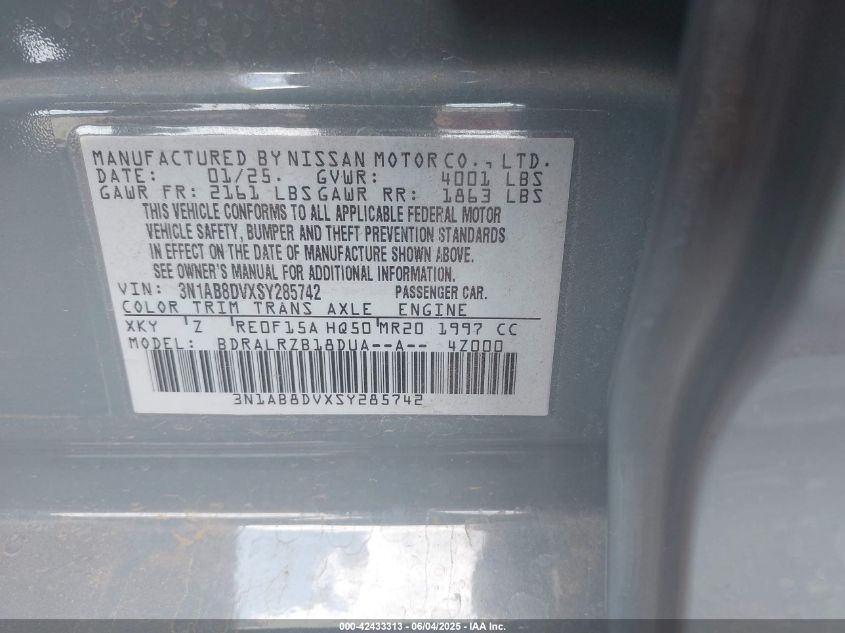 MANUFACTURED BY NISSAN MOTOR CO., LTD.
DATE: 01/25. GVWR: 4001 LBS
GAWR FR: 2161 LBS GAWR RR: 1863 LBS
THIS VEHICLE CONFORMS TO ALL APPLICABLE FEDERAL MOTOR
VEHICLE SAFETY, BUMPER AND THEFT PREVENTION STANDARDS
IN EFFECT ON THE DATE OF MANUFACTURE SHOWN ABOVE.
SEE OWNER'S MANUAL FOR ADDITIONAL INFORMATION.
VIN: 3N1AB8DVXSY285742 PASSENGER CAR.
COLOR TRIM TRANS AXLE ENGINE
XKY Z RE0F15A HQ50 MR20 1997 CC
MODEL: BDRALRZB18DUA--A-- 4Z000
3N1AB8DVXSY285742
000-42433313 - 06/04/2025 - IAA Inc.